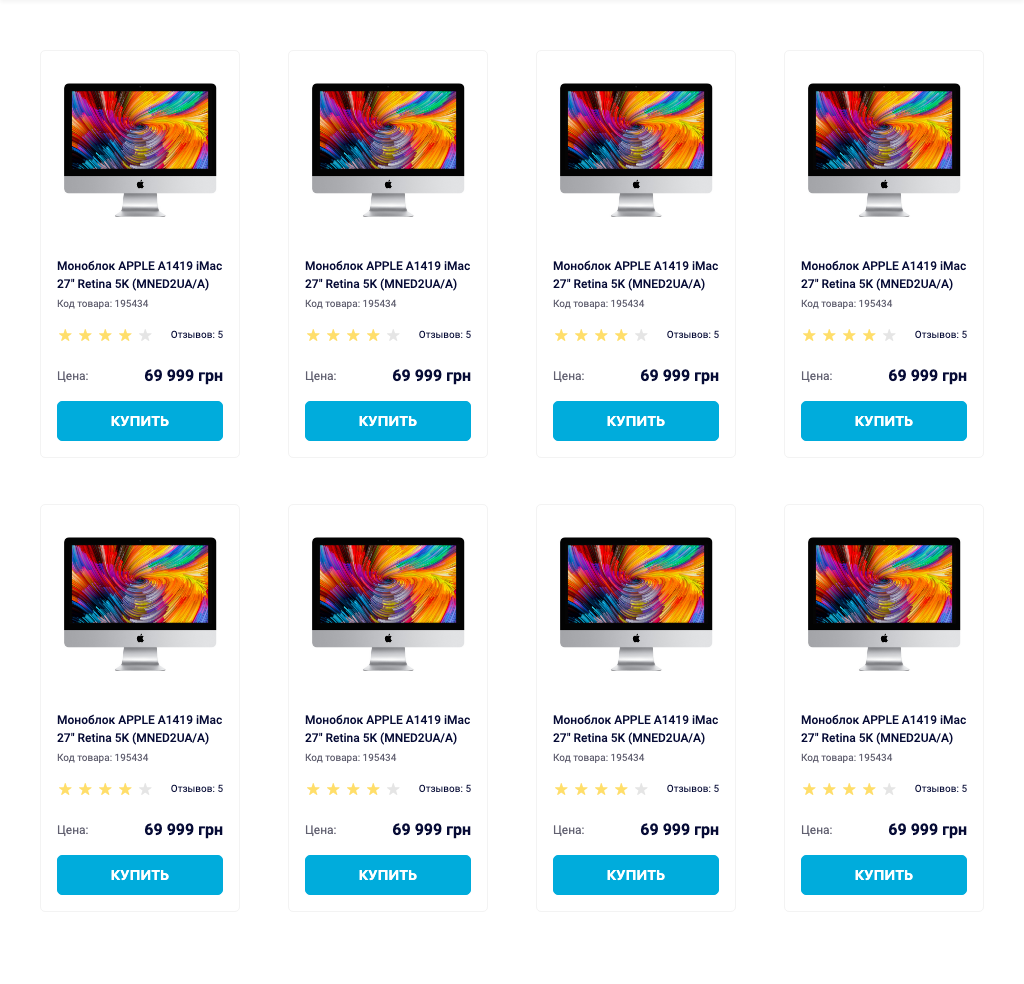 Моноблок APPLE A1419 iMac
27" Retina 5K (MNED2UA/A)
Код товара: 195434
Отзывов: 5
Цена: 69 999 грн
КУПИТЬ
Моноблок APPLE A1419 iMac
27" Retina 5K (MNED2UA/A)
Код товара: 195434
Отзывов: 5
Цена: 69 999 грн
КУПИТЬ
Моноблок APPLE A1419 iMac
27" Retina 5K (MNED2UA/A)
Код товара: 195434
Отзывов: 5
Цена: 69 999 грн
КУПИТЬ
Моноблок APPLE A1419 iMac
27" Retina 5K (MNED2UA/A)
Код товара: 195434
Отзывов: 5
Цена: 69 999 грн
КУПИТЬ
Моноблок APPLE A1419 iMac
27" Retina 5K (MNED2UA/A)
Код товара: 195434
Отзывов: 5
Цена: 69 999 грн
КУПИТЬ
Моноблок APPLE A1419 iMac
27" Retina 5K (MNED2UA/A)
Код товара: 195434
Отзывов: 5
Цена: 69 999 грн
КУПИТЬ
Моноблок APPLE A1419 iMac
27" Retina 5K (MNED2UA/A)
Код товара: 195434
Отзывов: 5
Цена: 69 999 грн
КУПИТЬ
Моноблок APPLE A1419 iMac
27" Retina 5K (MNED2UA/A)
Код товара: 195434
Отзывов: 5
Цена: 69 999 грн
КУПИТЬ